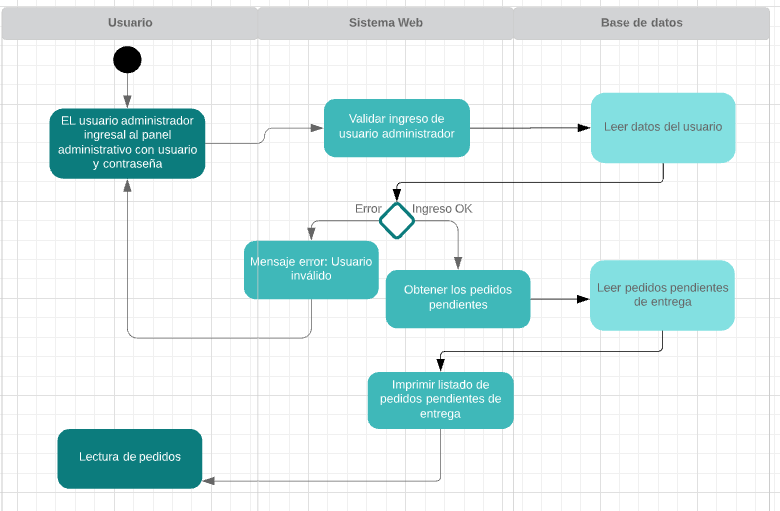 Usuario
Sistema Web
Base de datos
EL usuario administrador
ingresal al panel
administrativo con usuario
y contraseña
Validar ingreso de
usuario administrador
Leer datos del usuario
Error
Ingreso OK
Mensaje error: Usuario
inválido
Obtener los pedidos
pendientes
Leer pedidos pendientes
de entrega
Imprimir listado de
pedidos pendientes de
entrega
Lectura de pedidos